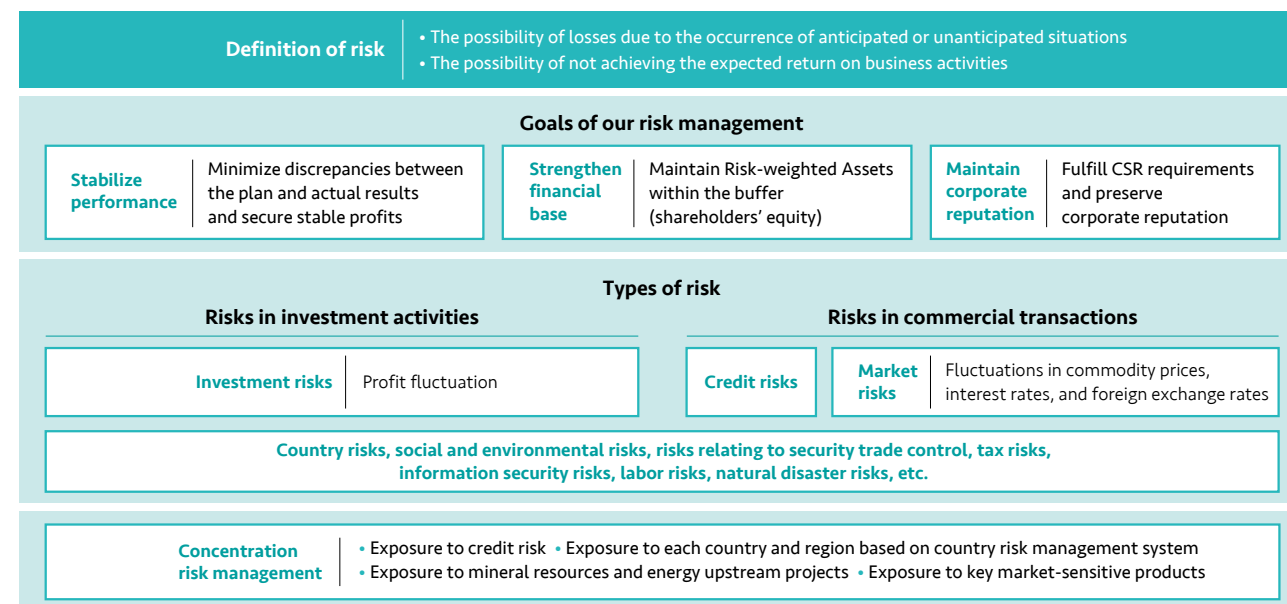 Definition of risk
• The possibility of losses due to the occurrence of anticipated or unanticipated situations
• The possibility of not achieving the expected return on business activities
Goals of our risk management
Stabilize
performance
Minimize discrepancies between
the plan and actual results
and secure stable profits
Strengthen
financial
base
Maintain Risk-weighted Assets
within the buffer
(shareholders’ equity)
Maintain
corporate
reputation
Fulfill CSR requirements
and preserve
corporate reputation
Types of risk
Risks in investment activities
Investment risks
Profit fluctuation
Risks in commercial transactions
Credit risks
Market
risks
Fluctuations in commodity prices,
interest rates, and foreign exchange rates
Country risks, social and environmental risks, risks relating to security trade control, tax risks,
information security risks, labor risks, natural disaster risks, etc.
Concentration
risk management
• Exposure to credit risk • Exposure to each country and region based on country risk management system
• Exposure to mineral resources and energy upstream projects • Exposure to key market-sensitive products